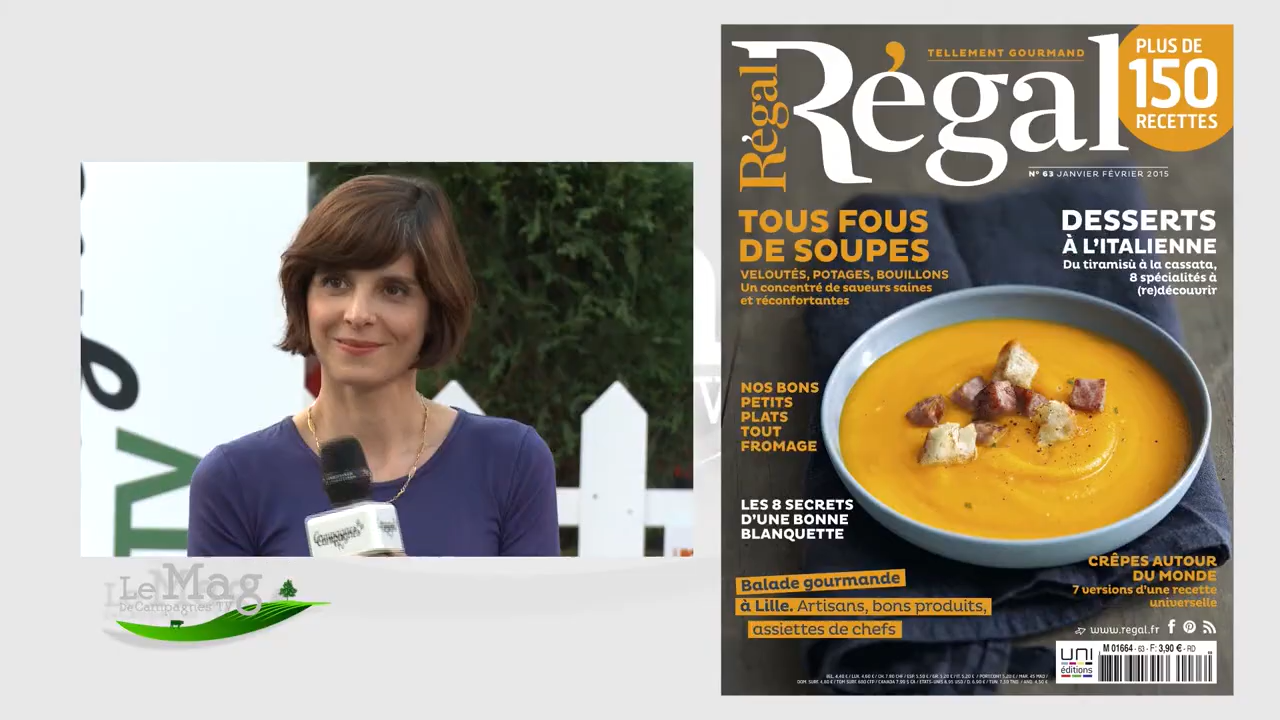 TV
Campagnes
TV
Le Mag
De Campagnes TV
TELLEMENT GOURMAND
Régal
Régal
PLUS DE
150
RECETTES
N° 63 JANVIER FÉVRIER 2015
TOUS FOUS
DE SOUPES
VELOUTÉS, POTAGES, BOUILLONS
Un concentré de saveurs saines
et réconfortantes
DESSERTS
À L'ITALIENNE
Du tiramisù à la cassata,
8 spécialités à
(re)découvrir
NOS BONS
PETITS
PLATS
TOUT
FROMAGE
LES 8 SECRETS
D'UNE BONNE
BLANQUETTE
Balade gourmande
à Lille. Artisans, bons produits,
assiettes de chefs
CRÊPES AUTOUR
DU MONDE
7 versions d'une recette
universelle
www.regal.fr
UNI
éditions
M 01664 - 63 - F: 3,90 € - RD